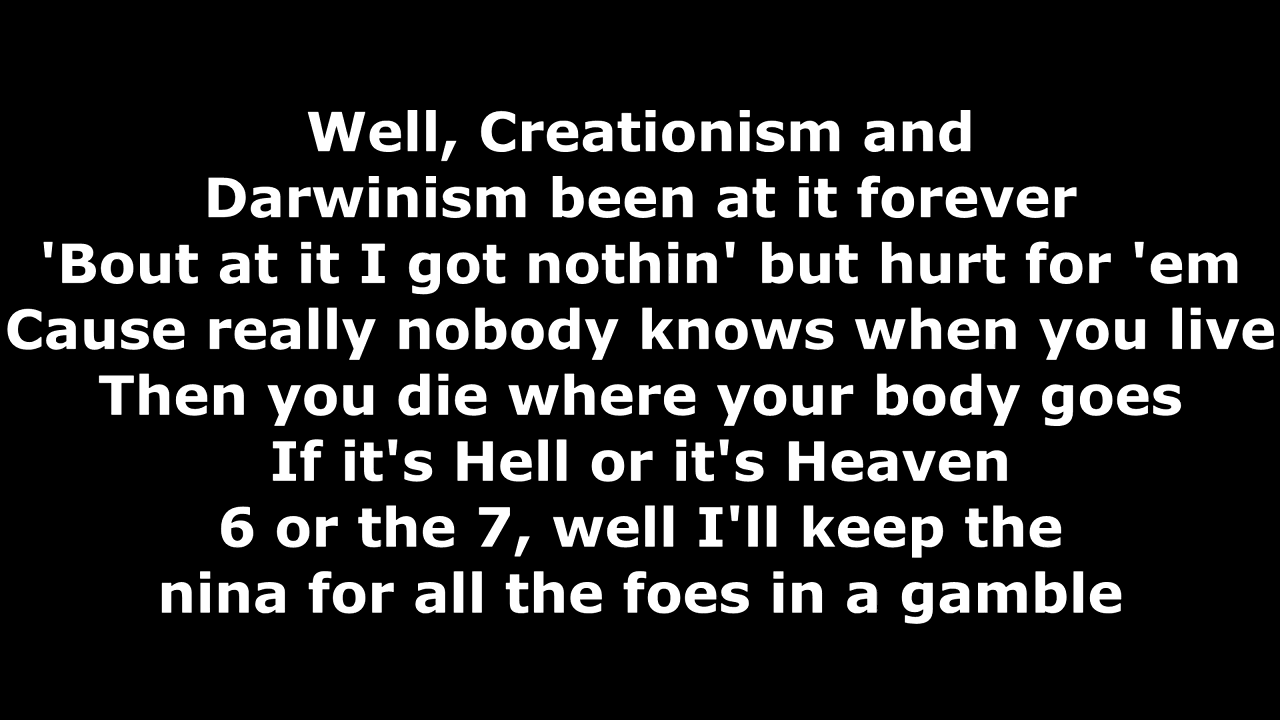 Well, Creationism and
Darwinism been at it forever
'Bout at it I got nothin' but hurt for 'em
Cause really nobody knows when you live
Then you die where your body goes
If it's Hell or it's Heaven
6 or the 7, well I'll keep the
nina for all the foes in a gamble